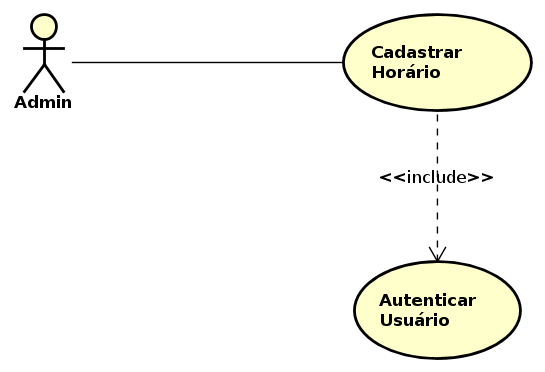 Cadastrar
Horário
Admin
<<include>>
Autenticar
Usuário